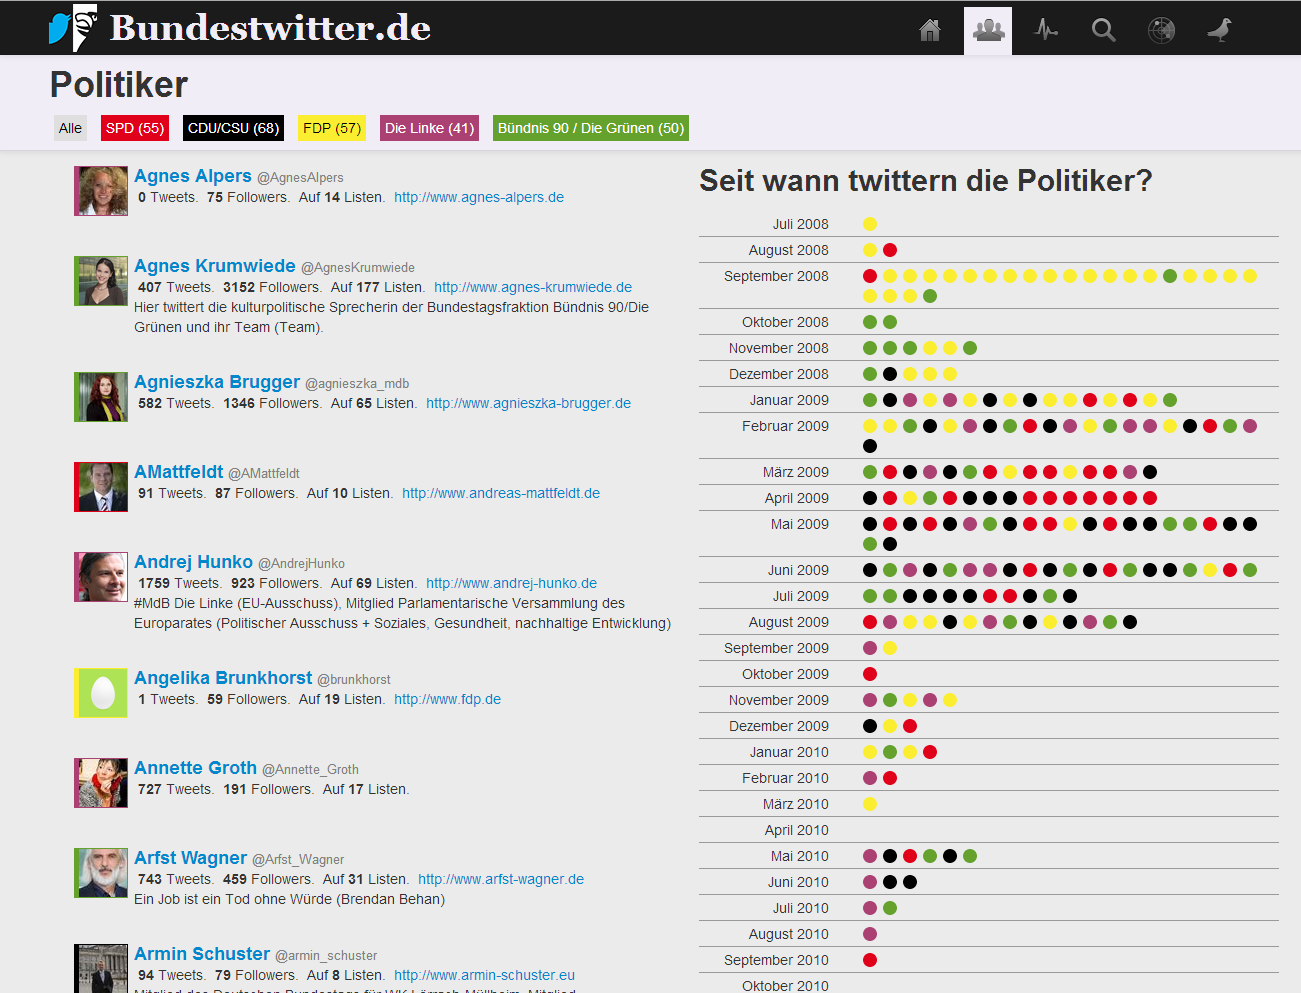 Bundestwitter.de
Politiker
Alle SPD (55) CDU/CSU (68) FDP (57) Die Linke (41) Bündnis 90 / Die Grünen (50)
Agnes Alpers @AgnesAlpers
0 Tweets. 75 Followers. Auf 14 Listen. http://www.agnes-alpers.de
Agnes Krumwiede @AgnesKrumwiede
407 Tweets. 3152 Followers. Auf 177 Listen. http://www.agnes-krumwiede.de
Hier twittert die kulturpolitische Sprecherin der Bundestagsfraktion Bündnis 90/Die
Grünen und ihr Team (Team).
Agnieszka Brugger @agnieszka_mdb
582 Tweets. 1346 Followers. Auf 65 Listen. http://www.agnieszka-brugger.de
AMattfeldt @AMattfeldt
91 Tweets. 87 Followers. Auf 10 Listen. http://www.andreas-mattfeldt.de
Andrej Hunko @AndrejHunko
1759 Tweets. 923 Followers. Auf 69 Listen. http://www.andrej-hunko.de
#MdB Die Linke (EU-Ausschuss), Mitglied Parlamentarische Versammlung des
Europarates (Politischer Ausschuss + Soziales, Gesundheit, nachhaltige Entwicklung)
Angelika Brunkhorst @brunkhorst
1 Tweets. 59 Followers. Auf 19 Listen. http://www.fdp.de
Annette Groth @Annette_Groth
727 Tweets. 191 Followers. Auf 17 Listen.
Arfst Wagner @Arfst_Wagner
743 Tweets. 459 Followers. Auf 31 Listen. http://www.arfst-wagner.de
Ein Job ist ein Tod ohne Würde (Brendan Behan)
Armin Schuster @armin_schuster
94 Tweets. 79 Followers. Auf 8 Listen. http://www.armin-schuster.eu
Mitglied des Deutschen Bundestags für WK Lörrach-Müllheim, Mitglied
Seit wann twittern die Politiker?
Juli 2008
August 2008
September 2008
Oktober 2008
November 2008
Dezember 2008
Januar 2009
Februar 2009
März 2009
April 2009
Mai 2009
Juni 2009
Juli 2009
August 2009
September 2009
Oktober 2009
November 2009
Dezember 2009
Januar 2010
Februar 2010
März 2010
April 2010
Mai 2010
Juni 2010
Juli 2010
August 2010
September 2010
Oktober 2010